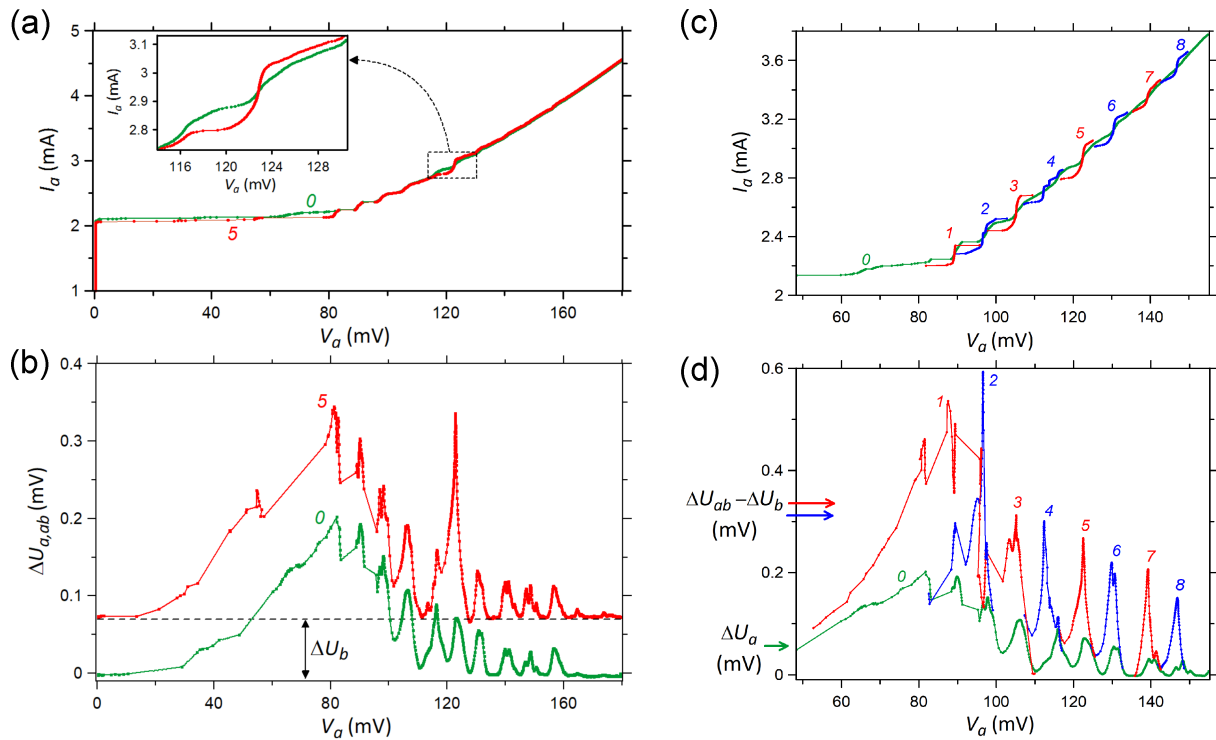 (a)
5
4
3
2
1
I_a (mA)
0 40 80 120 160
V_a (mV)
0
5
3.1
3
2.9
2.8
I_a (mA)
116 120 124 128
V_a (mV)
(b)
0.4
0.3
0.2
0.1
0
ΔU_a,ab (mV)
5
0
ΔU_b
0 40 80 120 160
V_a (mV)
(c)
3.6
3.2
2.8
2.4
2
I_a (mA)
0 1 2 3 4 5 6 7 8
60 80 100 120 140
V_a (mV)
(d)
0.6
0.4
0.2
0
ΔU_ab – ΔU_b
(mV)
ΔU_a
(mV)
0 1 2 3 4 5 6 7 8
60 80 100 120 140
V_a (mV)